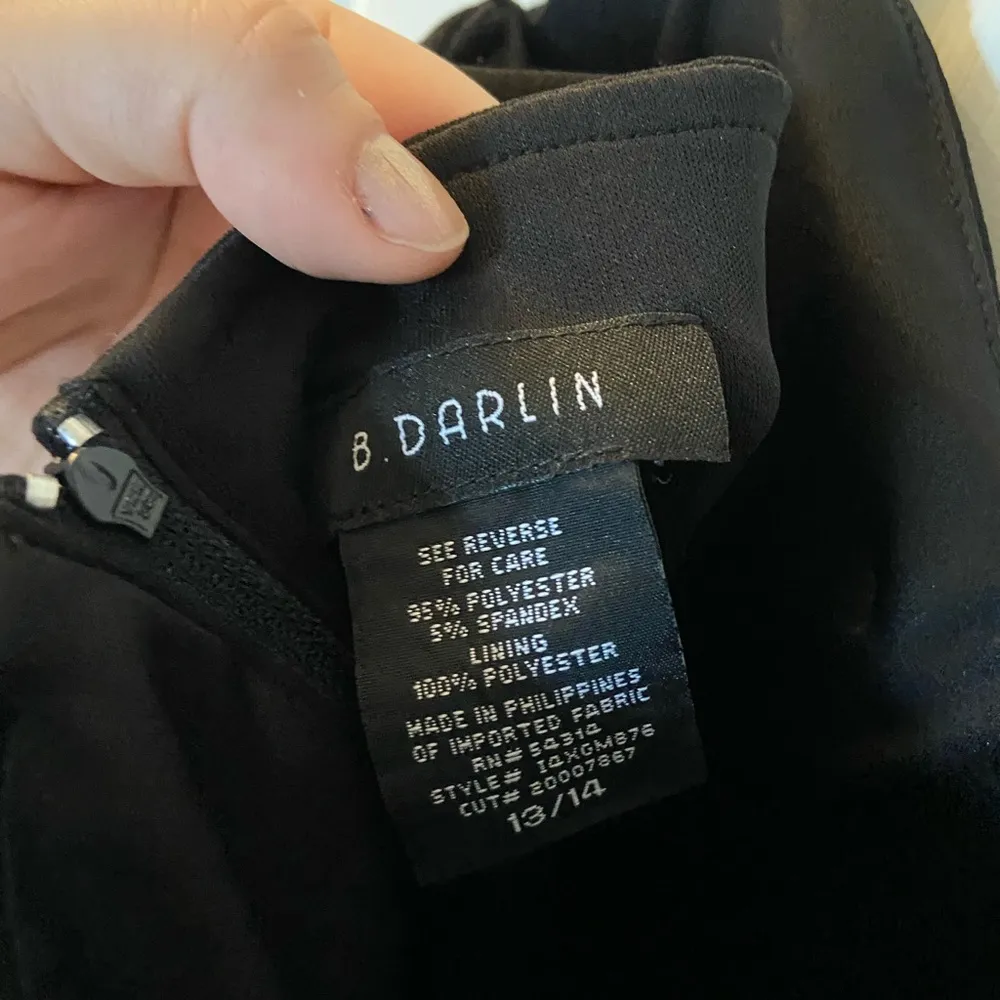 B. DARLIN
SEE REVERSE
FOR CARE
95% POLYESTER
5% SPANDEX
LINING
100% POLYESTER
MADE IN PHILIPPINES
OF IMPORTED FABRIC
RN# 54314
STYLE# IQXGM876
CUT# 20007867
13/14